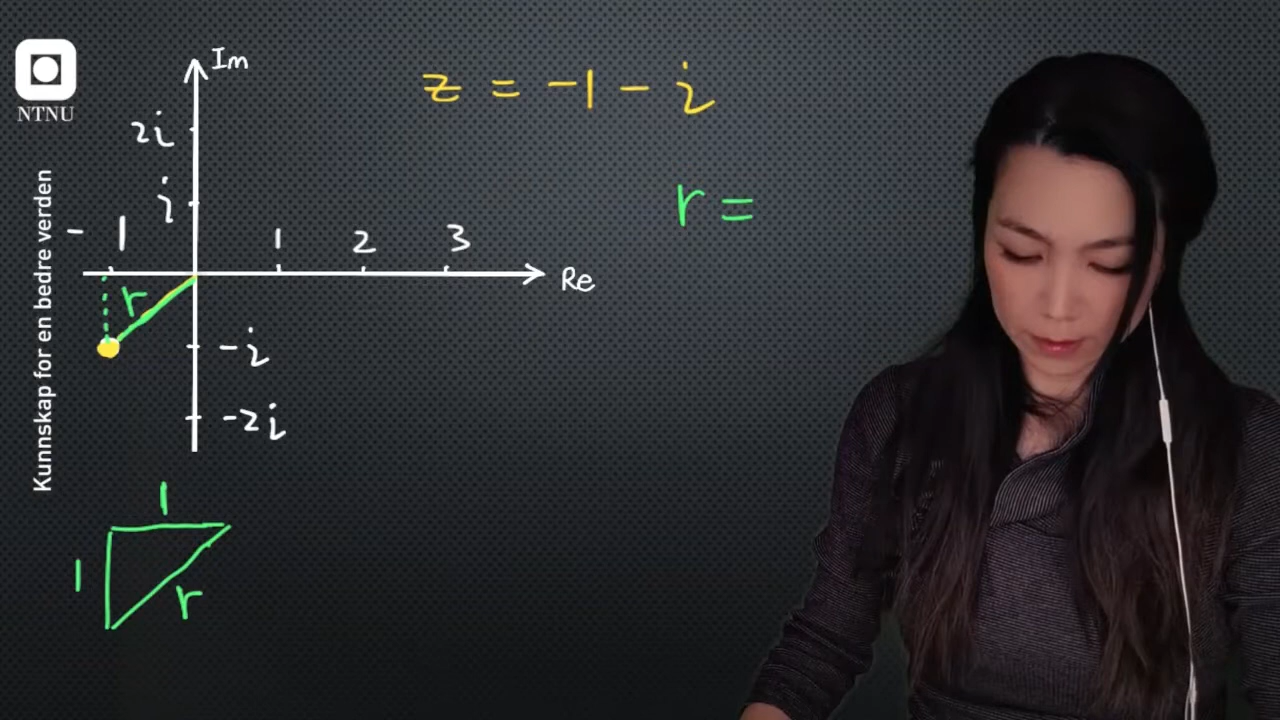 NTNU
Kunnskap for en bedre verden
Im
2i
i
-1 1 2 3
Re
-i
-2i
r
z = -1 - i
r =
1
1
r